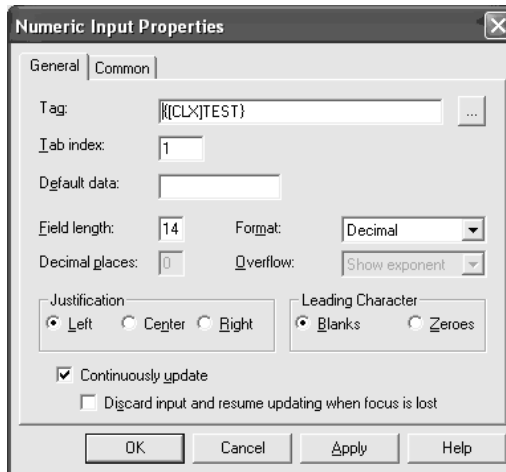 Numeric Input Properties
General Common
Tag: {[CLX]TEST} ...
Tab index: 1
Default data:
Field length: 14 Format: Decimal
Decimal places: 0 Overflow: Show exponent
Justification Leading Character
Left Center Right Blanks Zeroes
Continuously update
Discard input and resume updating when focus is lost
OK Cancel Apply Help